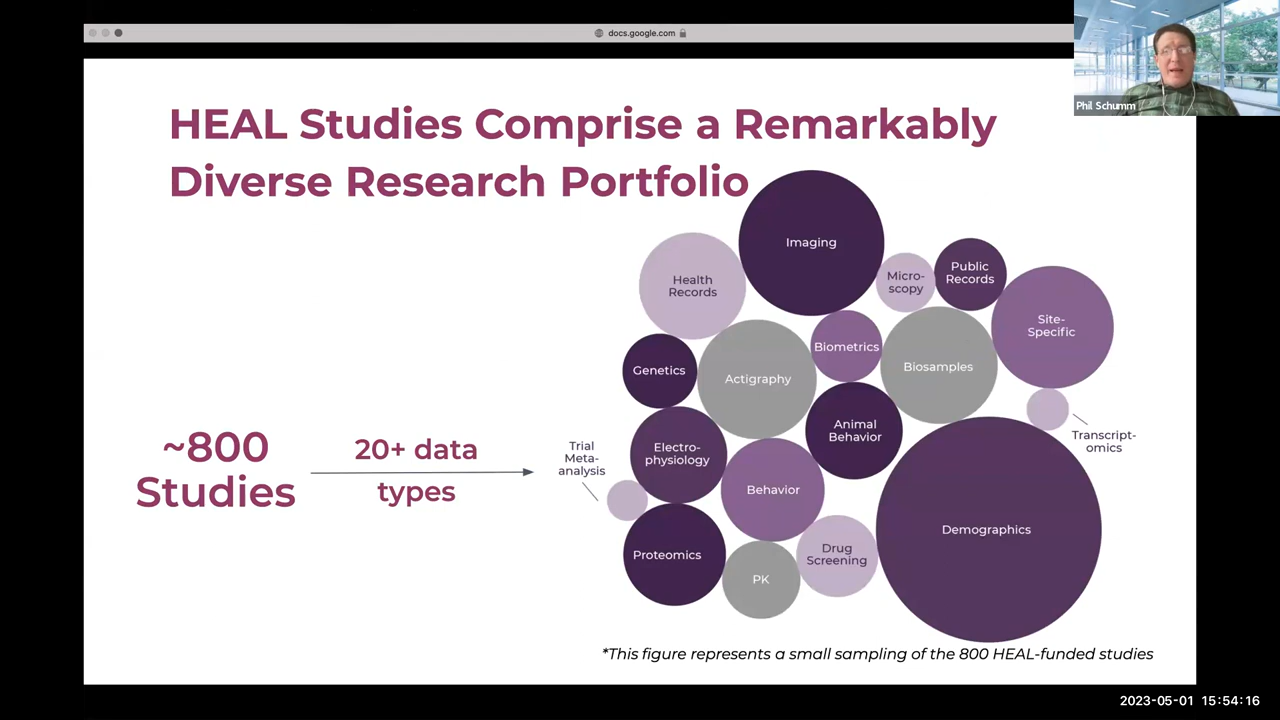 docs.google.com
Phil Schumm
HEAL Studies Comprise a Remarkably
Diverse Research Portfolio
~800
Studies
20+ data
types
Imaging
Health
Records
Micro-
scopy
Public
Records
Site-
Specific
Biometrics
Genetics
Actigraphy
Biosamples
Animal
Behavior
Transcript-
omics
Trial
Meta-
analysis
Electro-
physiology
Behavior
Demographics
Proteomics
Drug
Screening
PK
*This figure represents a small sampling of the 800 HEAL-funded studies
2023-05-01 15:54:16